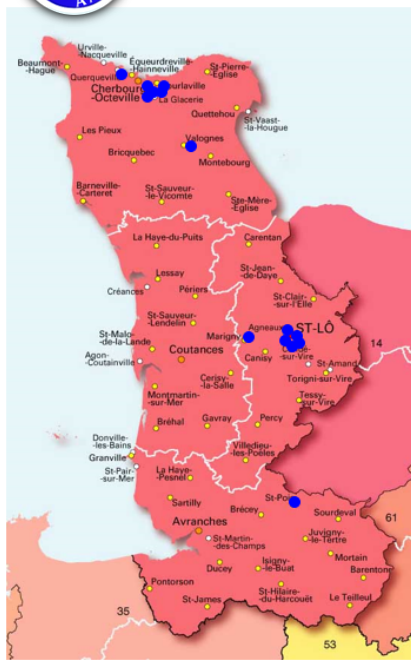 A
Urville-
-Nacqueville
Beaumont-
-Hague
Équeurdreville-
-Hainneville
St-Pierre-
-Eglise
Querqueville
Cherbourg-
-Octeville
Tourlaville
La Glacerie
Quettehou
St-Vaast-
la-Hougue
Les Pieux
Valognes
Bricquebec
Montebourg
Barneville-
-Carteret
St-Sauveur-
-le-Vicomte
Ste-Mère-
-Eglise
La Haye-du-Puits
Carentan
Lessay
St-Jean-
-de-Daye
Créances
Périers
St-Clair-
-sur-l'Elle
St-Sauveur-
-Lendelin
Agneaux
ST-LÔ
Marigny
St-Malo-
-de-la-Lande
14
Coutances
Agon-
-Coutainville
Canisy
-sur-Vire
St-Amand
Torigni-sur-Vire
Cerisy-
-la-Salle
Montmartin-
-sur-Mer
Tessy-
-sur-Vire
Bréhal
Gavray
Percy
Donville-
-les-Bains
Granville
Villedieu-
-les-Poëles
St-Pair-
-sur-Mer
La Haye-
-Pesnel
Sartilly
St-Po
Brécey
Sourdeval
61
Avranches
St-Martin-
-des-Champs
Juvigny-
-le-Tertre
Mortain
Ducey
Isigny-
-le-Buat
Barenton
Pontorson
St-Hilaire-
-du-Harcouët
35
St-James
Le Teilleul
53